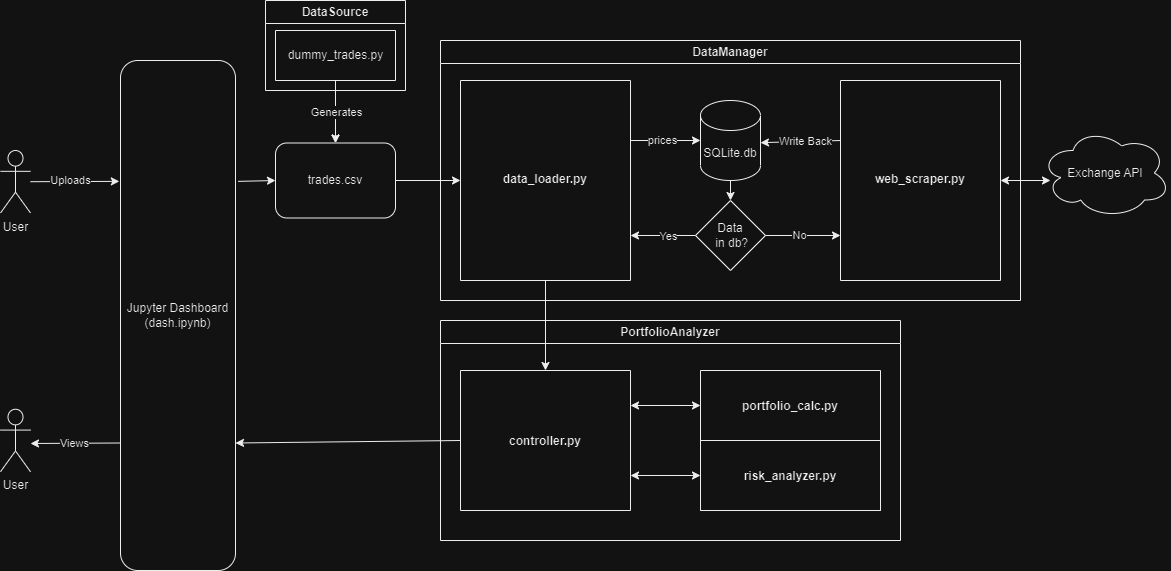 DataSource
dummy_trades.py
Generates
trades.csv
User
Uploads
Jupyter Dashboard
(dash.ipynb)
DataManager
data_loader.py
prices
SQLite.db
Write Back
web_scraper.py
Exchange API
Data
in db?
Yes
No
PortfolioAnalyzer
controller.py
portfolio_calc.py
risk_analyzer.py
Views
User